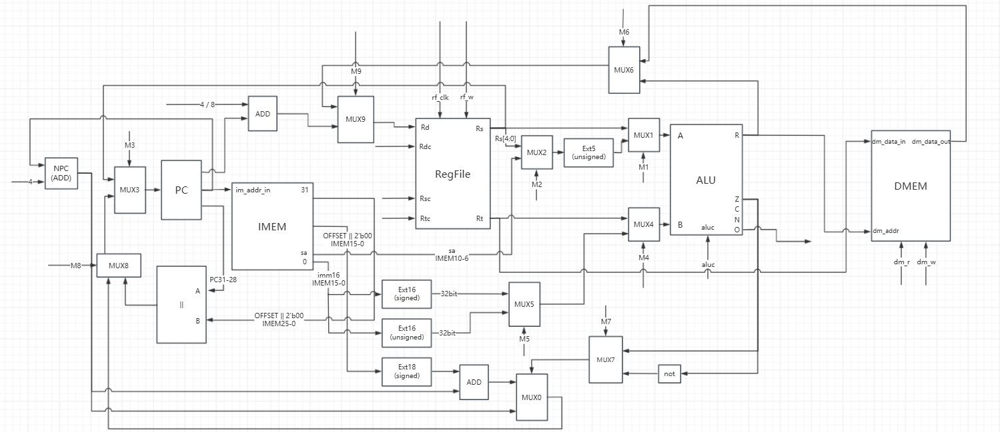 M6
MUX6
M9
rf_clk
rf_w
4 / 8
ADD
MUX9
Rd
Rs
Rdc
RegFile
Rsc
Rtc
Rt
Rs[4:0]
MUX2
M2
Ext5
(unsigned)
MUX1
M1
A
R
ALU
Z
C
N
O
B
aluc
aluc
MUX4
M4
dm_data_in
dm_data_out
DMEM
dm_addr
dm_r
dm_w
M3
NPC
(ADD)
4
MUX3
PC
im_addr_in
31
IMEM
sa
0
OFFSET || 2'b00
IMEM15-0
sa
IMEM10-6
imm16
IMEM15-0
M8
MUX8
PC31-28
A
||
B
OFFSET || 2'b00
IMEM25-0
Ext16
(signed)
32bit
Ext16
(unsigned)
32bit
MUX5
M5
Ext18
(signed)
ADD
MUX0
M7
MUX7
not